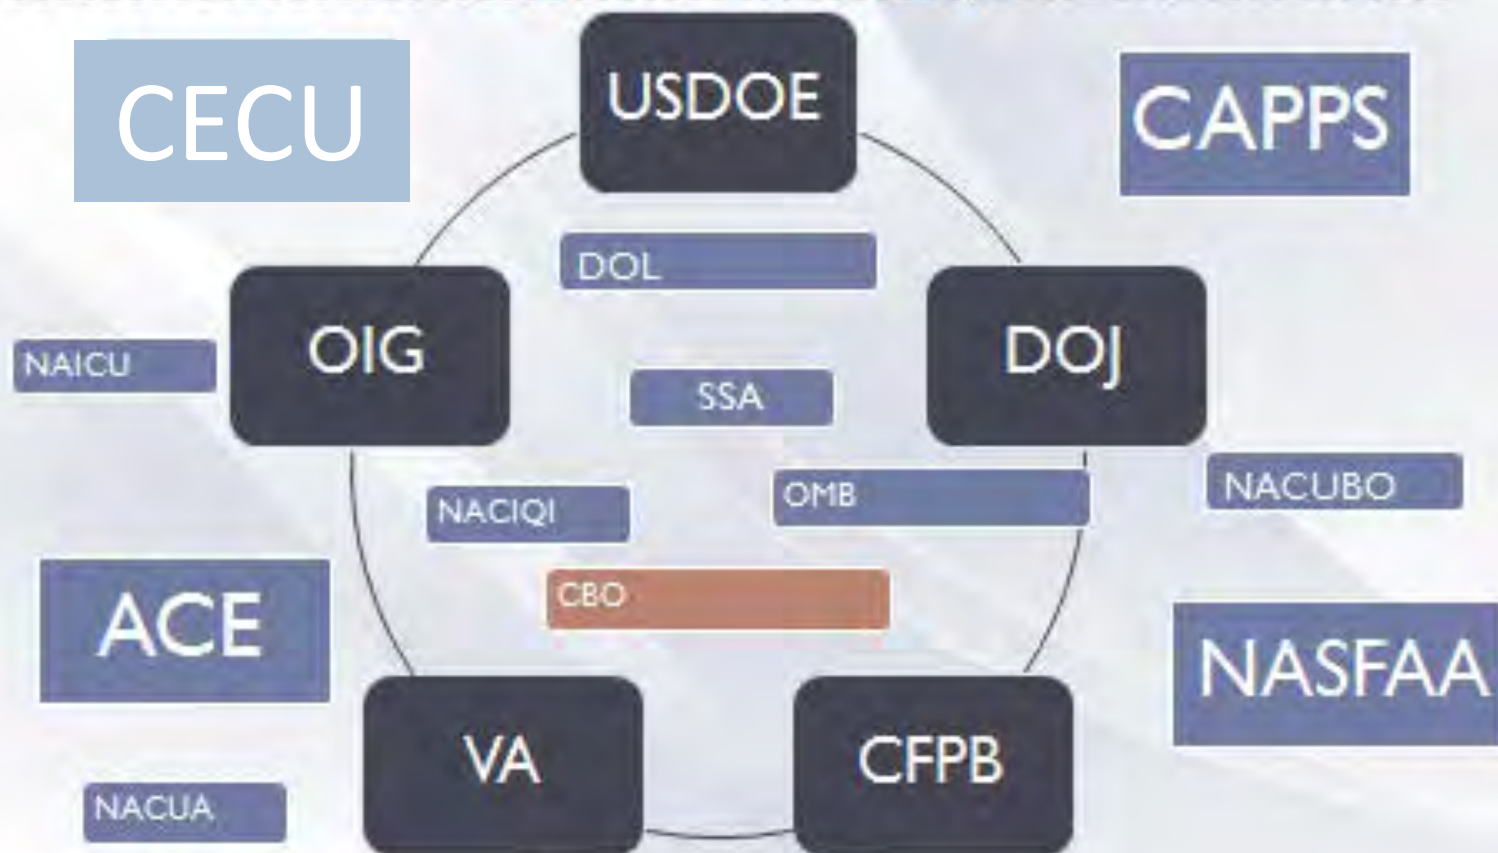 USDOE
CECU
CAPPS
DOL
OIG
DOJ
NAICU
SSA
NACIQI
OMB
NACUBO
CBO
ACE
NASFAA
VA
CFPB
NACUA